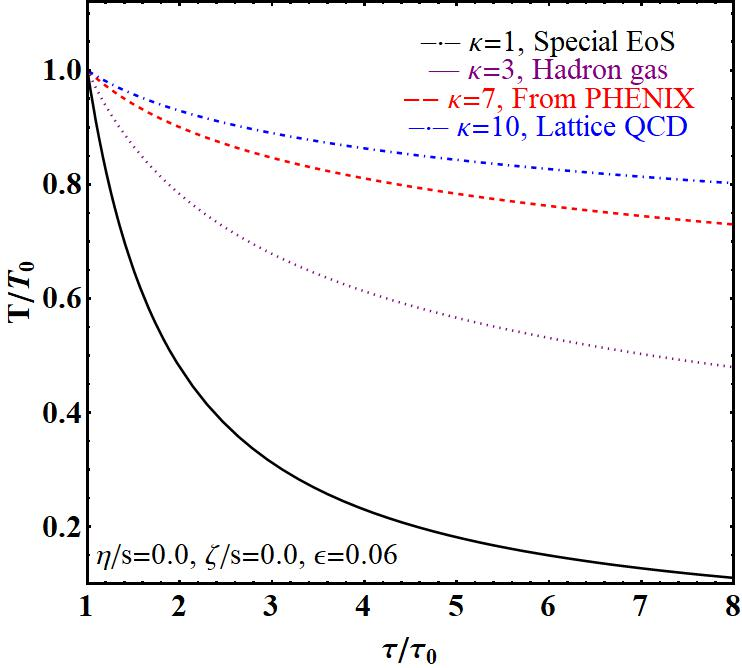 κ=1, Special EoS
κ=3, Hadron gas
κ=7, From PHENIX
κ=10, Lattice QCD
1.0
0.8
0.6
0.4
0.2
T/T₀
η/s=0.0, ζ/s=0.0, ϵ=0.06
1 2 3 4 5 6 7 8
τ/τ₀